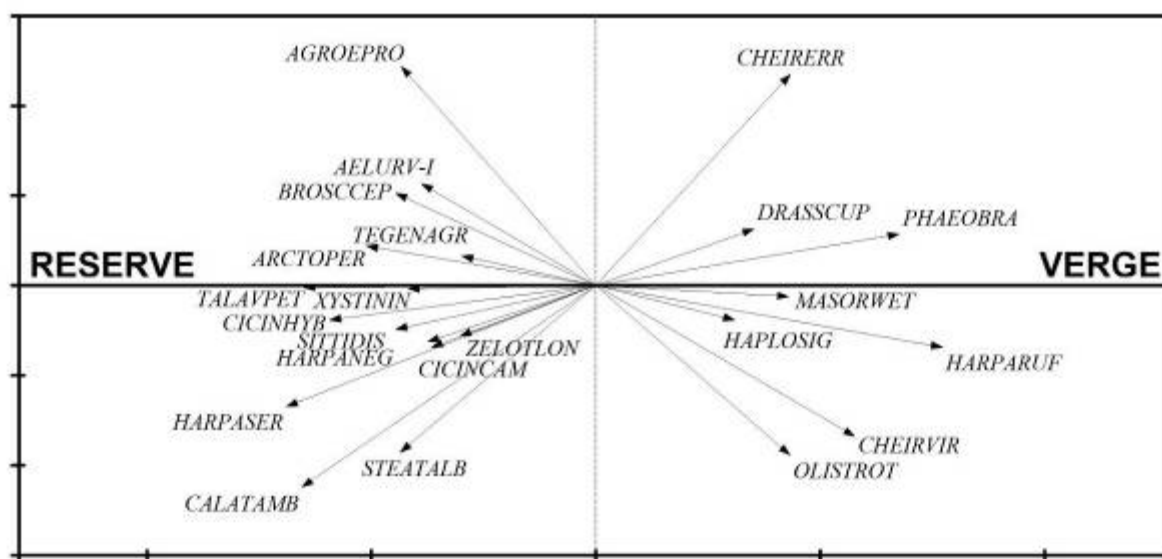 AGROEPRO
CHEIRERR
AELURV-I
BROSCCEP
DRASSCUP
PHAEOBRA
TEGENAGR
ARCTOPER
RESERVE
VERGE
TALAVPET
XYSTININ
MASORWET
CICINHYB
SITTIDIS
HAPLOSIG
ZELOTLON
HARPANEG
CICINCAM
HARPARUF
HARPASER
CHEIRVIR
STEATALB
OLISTROT
CALATAMB